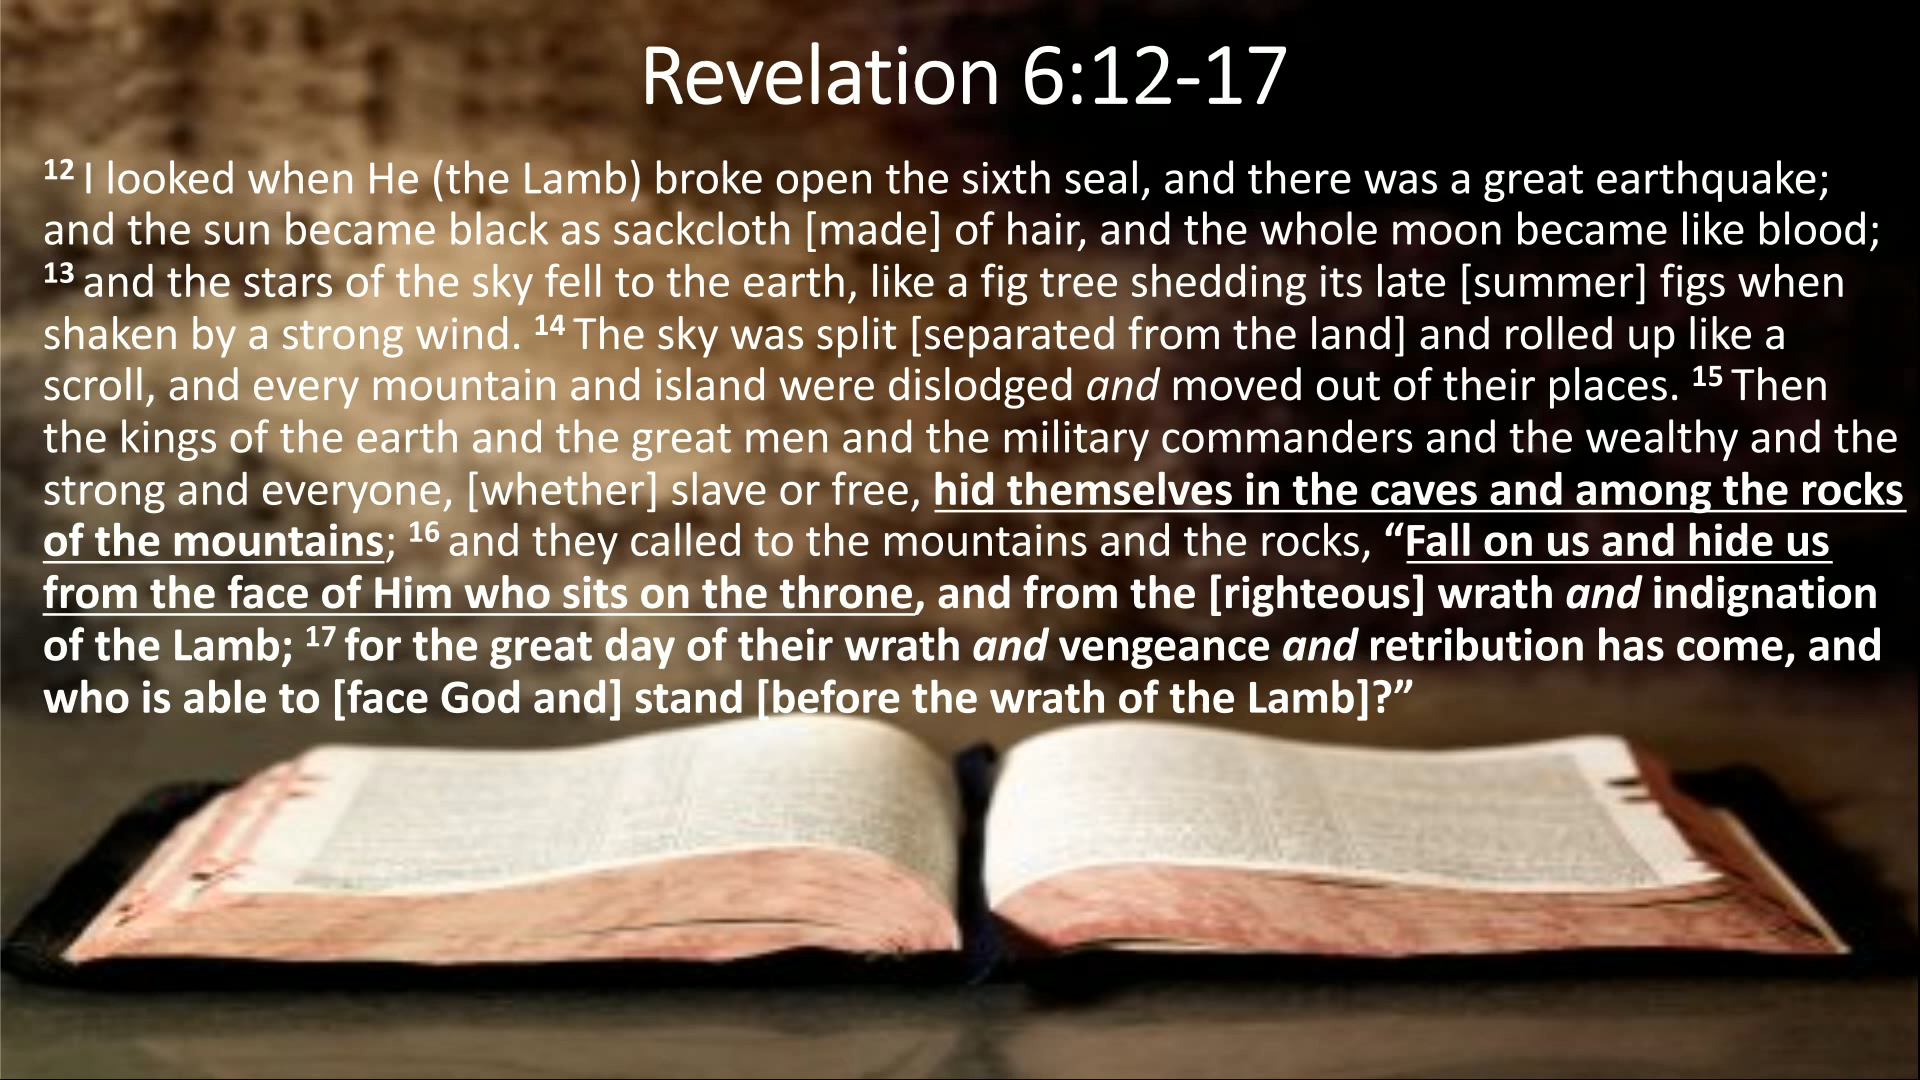 Revelation 6:12-17
12 I looked when He (the Lamb) broke open the sixth seal, and there was a great earthquake;
and the sun became black as sackcloth [made] of hair, and the whole moon became like blood;
13 and the stars of the sky fell to the earth, like a fig tree shedding its late [summer] figs when
shaken by a strong wind. 14 The sky was split [separated from the land] and rolled up like a
scroll, and every mountain and island were dislodged and moved out of their places. 15 Then
the kings of the earth and the great men and the military commanders and the wealthy and the
strong and everyone, [whether] slave or free, hid themselves in the caves and among the rocks
of the mountains; 16 and they called to the mountains and the rocks, “Fall on us and hide us
from the face of Him who sits on the throne, and from the [righteous] wrath and indignation
of the Lamb; 17 for the great day of their wrath and vengeance and retribution has come, and
who is able to [face God and] stand [before the wrath of the Lamb]?”